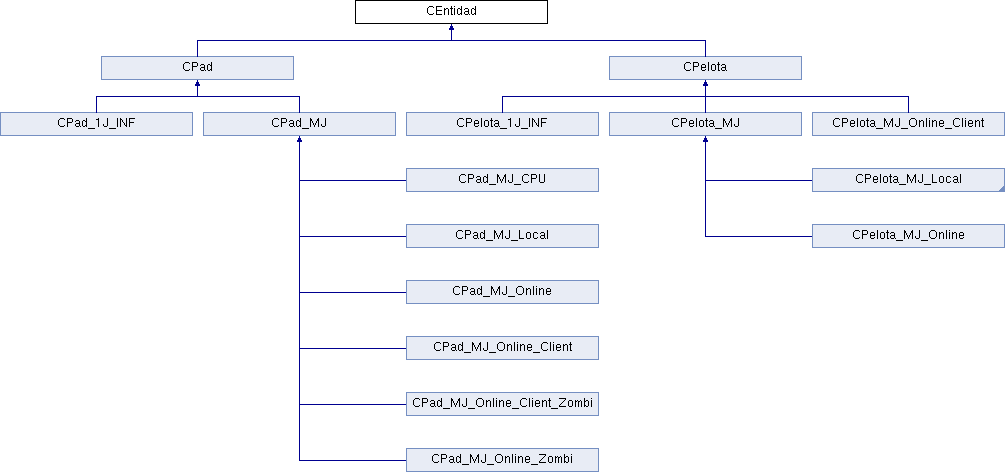 CEntidad
CPad
CPelota
CPad_1J_INF
CPad_MJ
CPelota_1J_INF
CPelota_MJ
CPelota_MJ_Online_Client
CPad_MJ_CPU
CPelota_MJ_Local
CPad_MJ_Local
CPelota_MJ_Online
CPad_MJ_Online
CPad_MJ_Online_Client
CPad_MJ_Online_Client_Zombi
CPad_MJ_Online_Zombi